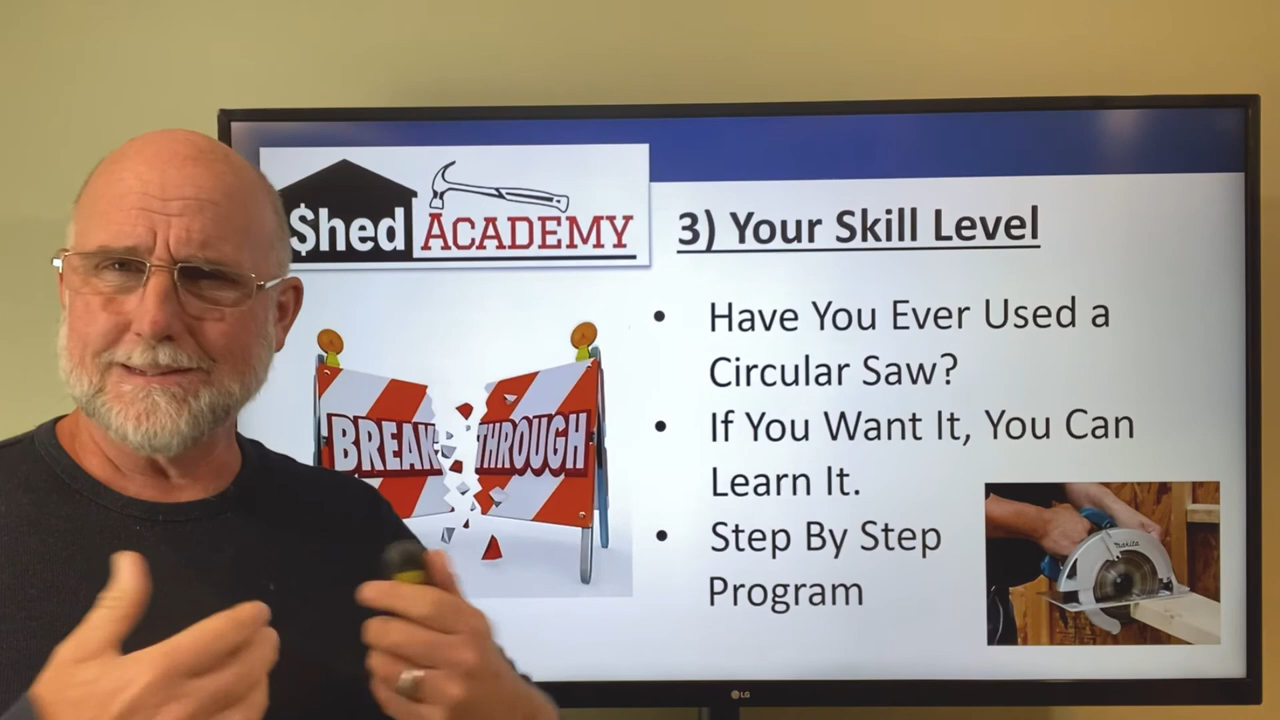 $hed ACADEMY
3) Your Skill Level
BREAK THROUGH
• Have You Ever Used a
Circular Saw?
• If You Want It, You Can
Learn It.
• Step By Step
Program
makita
LG